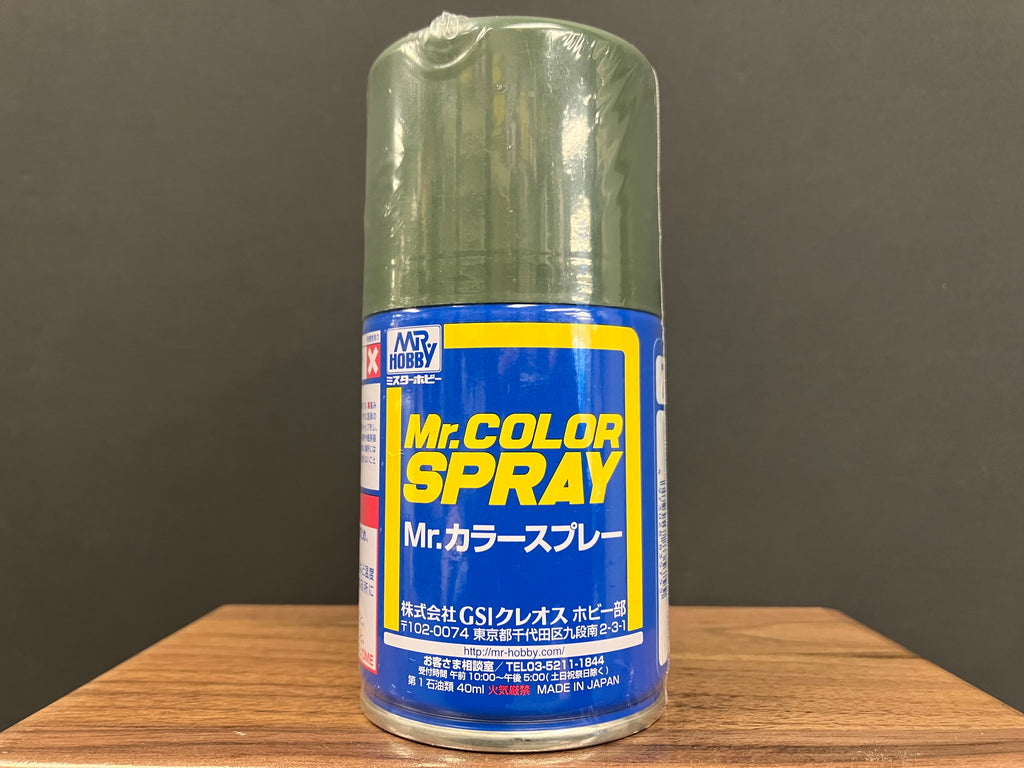 MR.
HOBBY
ミスターホビー
Mr.COLOR
SPRAY
Mr.カラースプレー
株式会社 GSIクレオス ホビー部
〒102-0074 東京都千代田区九段南2-3-1
http://mr-hobby.com/
お客さま相談室/TEL03-5211-1844
受付時間 午前10:00〜午後5:00(土日祝祭日除く)
第1石油類 40ml 火気厳禁 MADE IN JAPAN